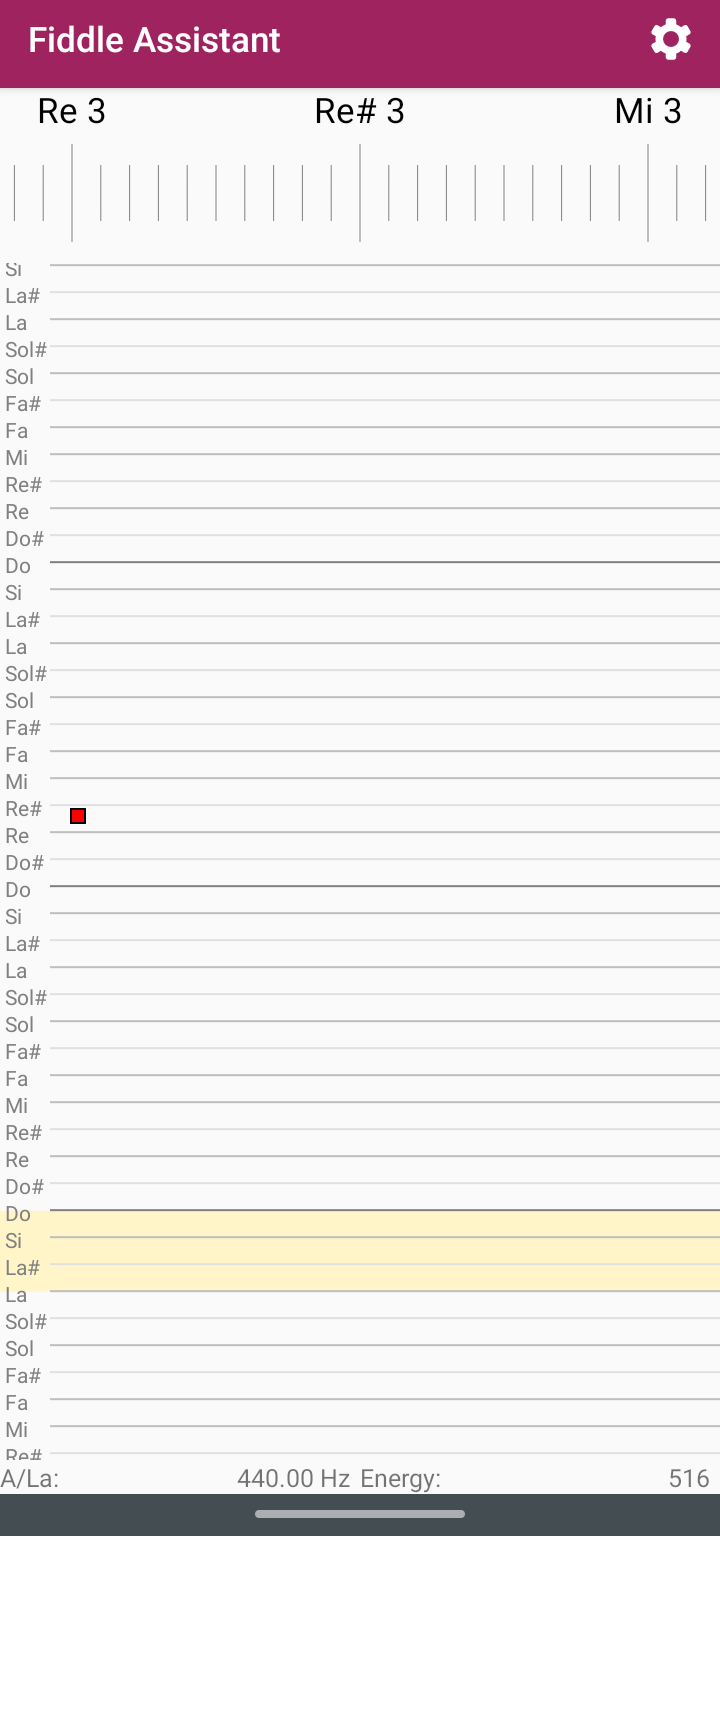 Fiddle Assistant
Re 3 Re# 3 Mi 3
Si
La#
La
Sol#
Sol
Fa#
Fa
Mi
Re#
Re
Do#
Do
Si
La#
La
Sol#
Sol
Fa#
Fa
Mi
Re#
Re
Do#
Do
Si
La#
La
Sol#
Sol
Fa#
Fa
Mi
Re#
Re
Do#
Do
Si
La#
La
Sol#
Sol
Fa#
Fa
Mi
Re#
A/La: 440.00 Hz Energy: 516